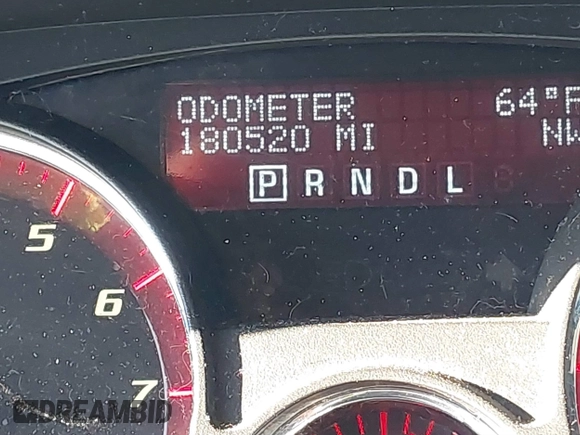 ODOMETER 64°F
180520 MI NW
P R N D L
5
6
7
DREAMBID